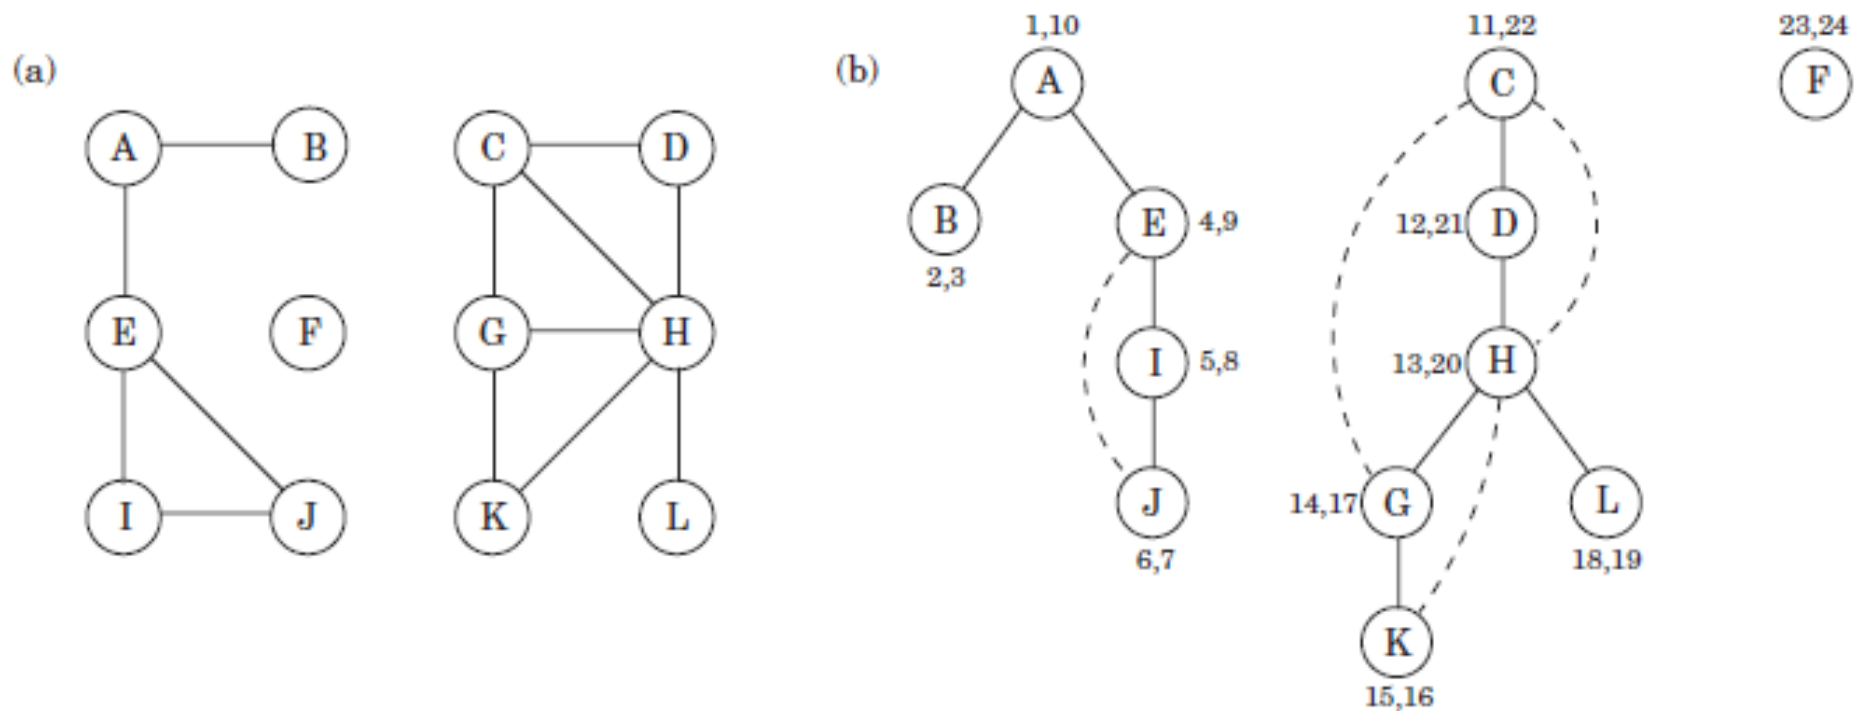 (a)
A B C D
E F G H
I J K L
(b)
1,10 11,22 23,24
A C F
B E 4,9 12,21 D
2,3
I 5,8 13,20 H
J 14,17 G L
6,7 18,19
K
15,16